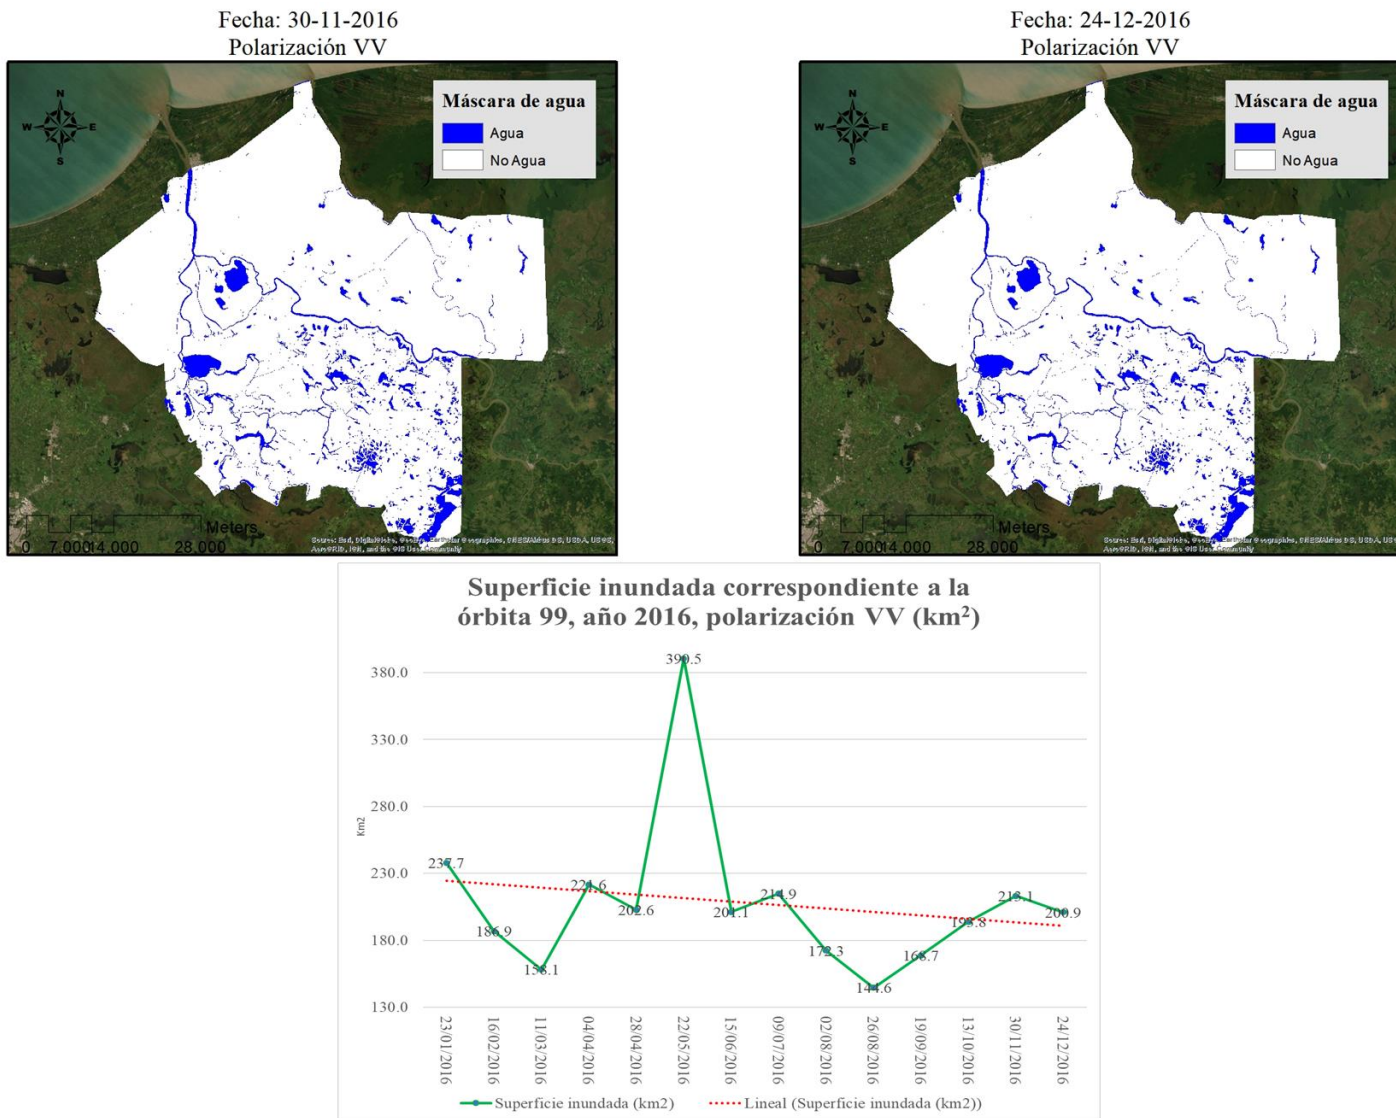 Fecha: 30-11-2016
Polarización VV
Fecha: 24-12-2016
Polarización VV
Máscara de agua
Agua
No Agua
N
W E
S
Meters
0 7.000 14.000 28.000
Máscara de agua
Agua
No Agua
N
W E
S
Meters
0 7.000 14.000 28.000
Superficie inundada correspondiente a la
órbita 99, año 2016, polarización VV (km²)
Km2
380.0
330.0
280.0
230.0
180.0
130.0
237.7
186.9
158.1
221.6
202.6
390.5
201.1
214.9
172.3
144.6
168.7
193.8
213.1
200.9
23/01/2016
16/02/2016
11/03/2016
04/04/2016
28/04/2016
22/05/2016
15/06/2016
09/07/2016
02/08/2016
26/08/2016
19/09/2016
13/10/2016
30/11/2016
24/12/2016
Superficie inundada (km2)
Lineal (Superficie inundada (km2))